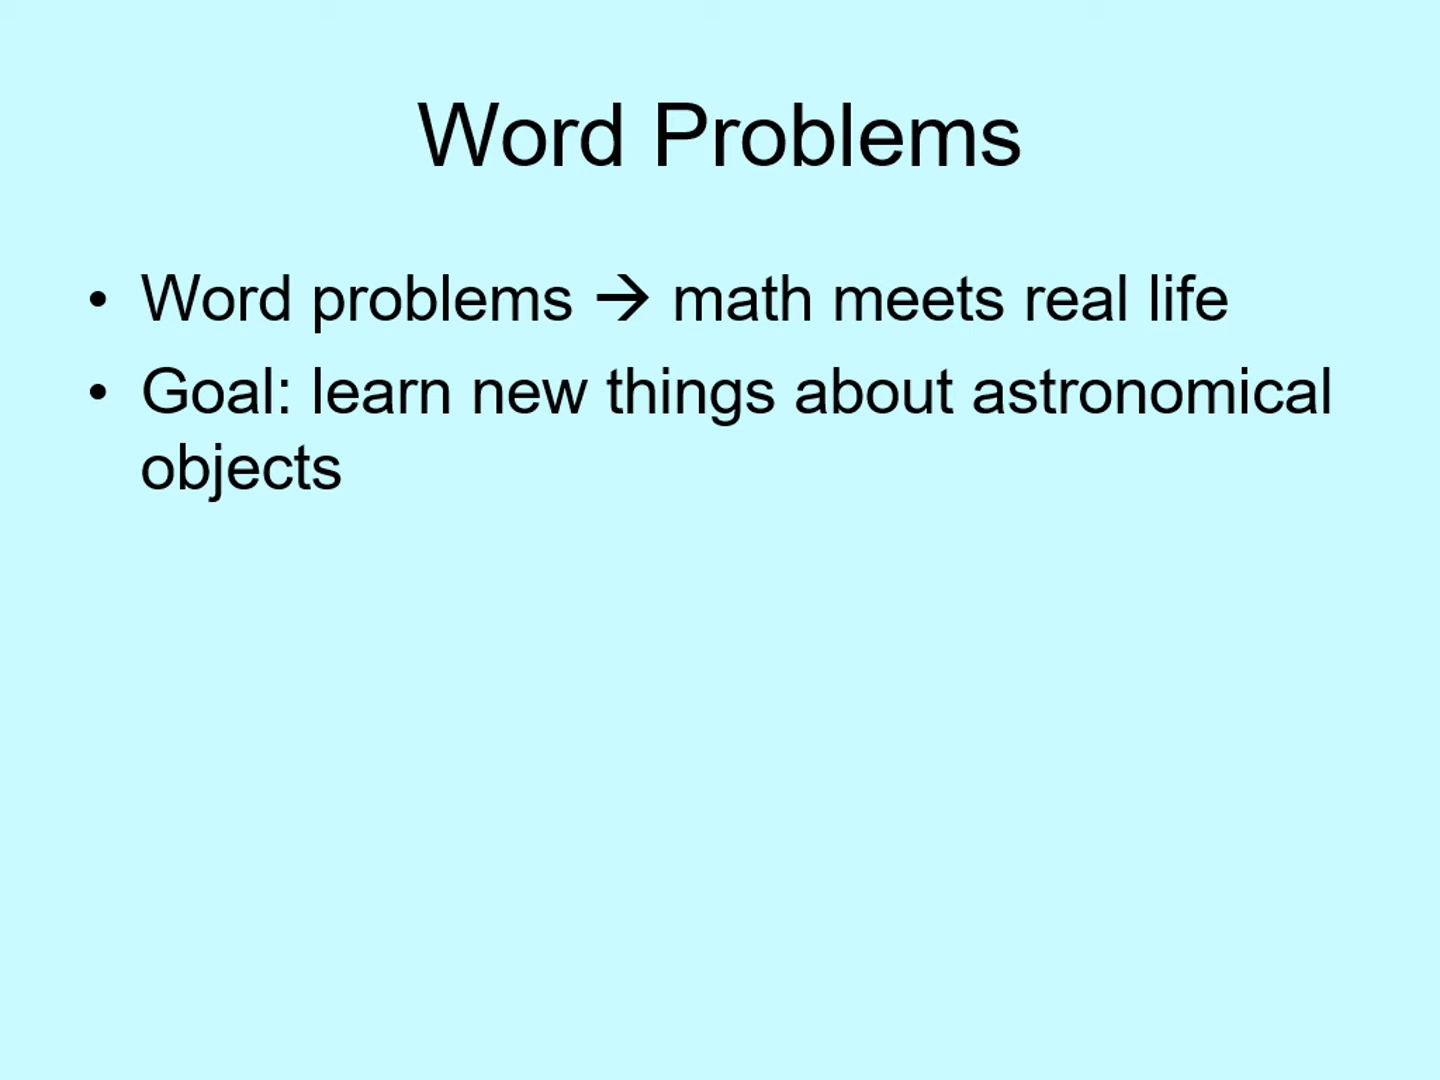 Word Problems
• Word problems → math meets real life
• Goal: learn new things about astronomical
objects